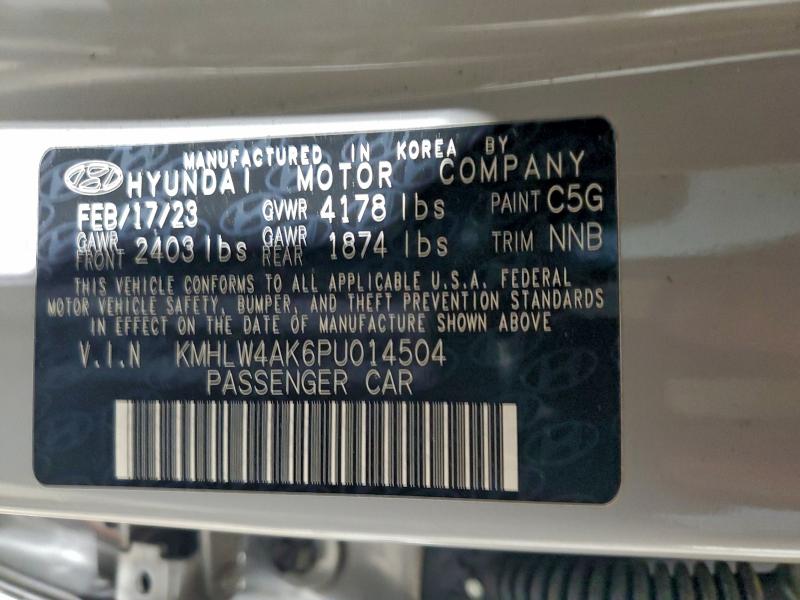 MANUFACTURED IN KOREA BY
HYUNDAI MOTOR COMPANY
FEB/17/23 GVWR 4178 lbs PAINT C5G
GAWR FRONT 2403 lbs GAWR REAR 1874 lbs TRIM NNB
THIS VEHICLE CONFORMS TO ALL APPLICABLE U.S.A. FEDERAL
MOTOR VEHICLE SAFETY, BUMPER, AND THEFT PREVENTION STANDARDS
IN EFFECT ON THE DATE OF MANUFACTURE SHOWN ABOVE
V.I.N KMHLW4AK6PU014504
PASSENGER CAR